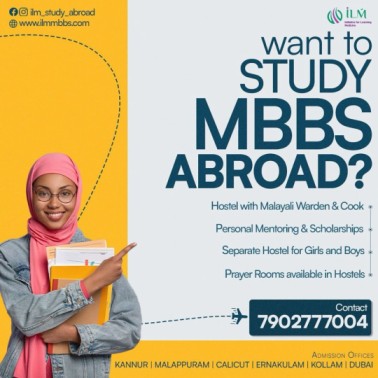 ilm_study_abroad
www.ilmmbbs.com
iLM
want to
STUDY
MBBS
ABROAD?
Hostel with Malayali Warden & Cook
Personal Mentoring & Scholarships
Separate Hostel for Girls and Boys
Prayer Rooms available in Hostels
Contact
7902777004
ADMISSION OFFICES
KANNUR | MALAPPURAM | CALICUT | ERNAKULAM | KOLLAM | DUBAI